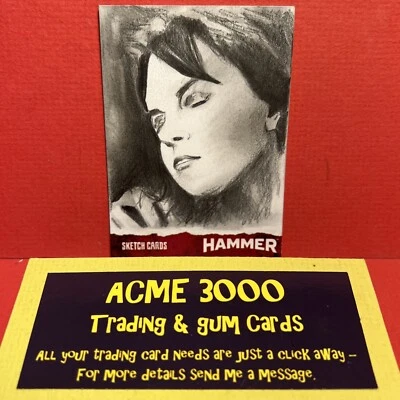 SKETCH CARDS HAMMER
ACME 3000
Trading & gum Cards
All your trading card needs are just a click away –
For more details send me a message.